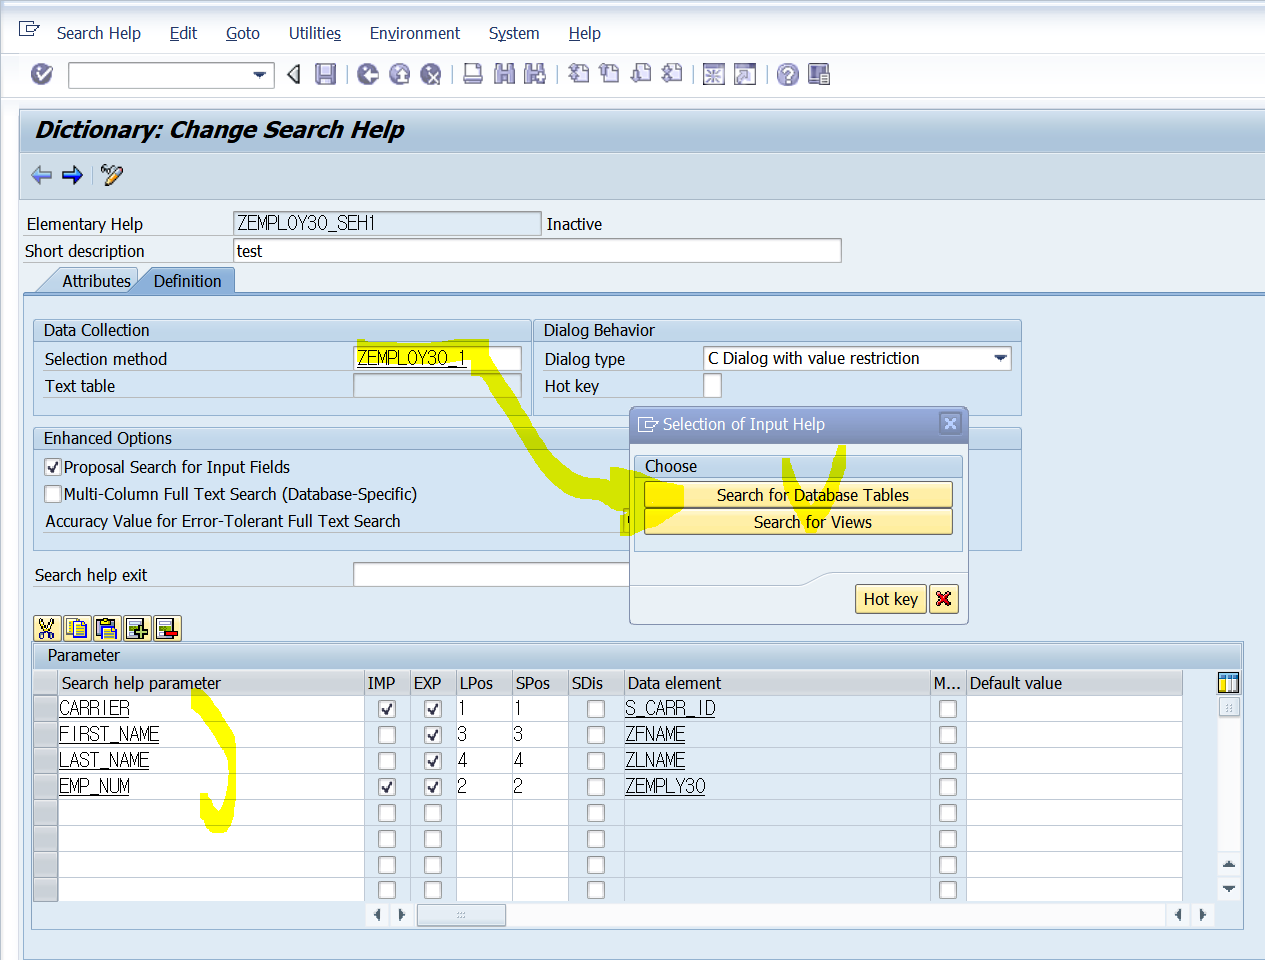 Search Help Edit Goto Utilities Environment System Help
Dictionary: Change Search Help
Elementary Help ZEMPLOY30_SEH1 Inactive
Short description test
Attributes Definition
Data Collection Dialog Behavior
Selection method ZEMPLOY30_1 Dialog type C Dialog with value restriction
Text table Hot key
Selection of Input Help
Enhanced Options
Choose
Proposal Search for Input Fields
Multi-Column Full Text Search (Database-Specific) Search for Database Tables
Accuracy Value for Error-Tolerant Full Text Search Search for Views
Search help exit
Hot key
Parameter
Search help parameter IMP EXP LPos SPos SDis Data element M... Default value
CARRIER 1 1 S_CARR_ID
FIRST_NAME 3 3 ZFNAME
LAST_NAME 4 4 ZLNAME
EMP_NUM 2 2 ZEMPLY30